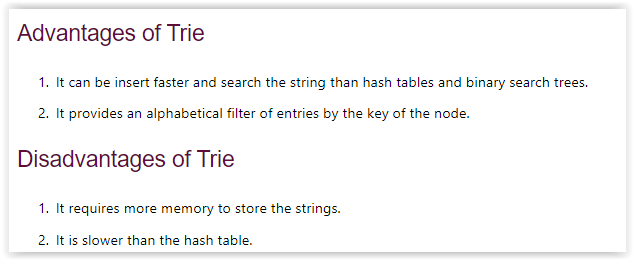 Advantages of Trie
1. It can be insert faster and search the string than hash tables and binary search trees.
2. It provides an alphabetical filter of entries by the key of the node.
Disadvantages of Trie
1. It requires more memory to store the strings.
2. It is slower than the hash table.